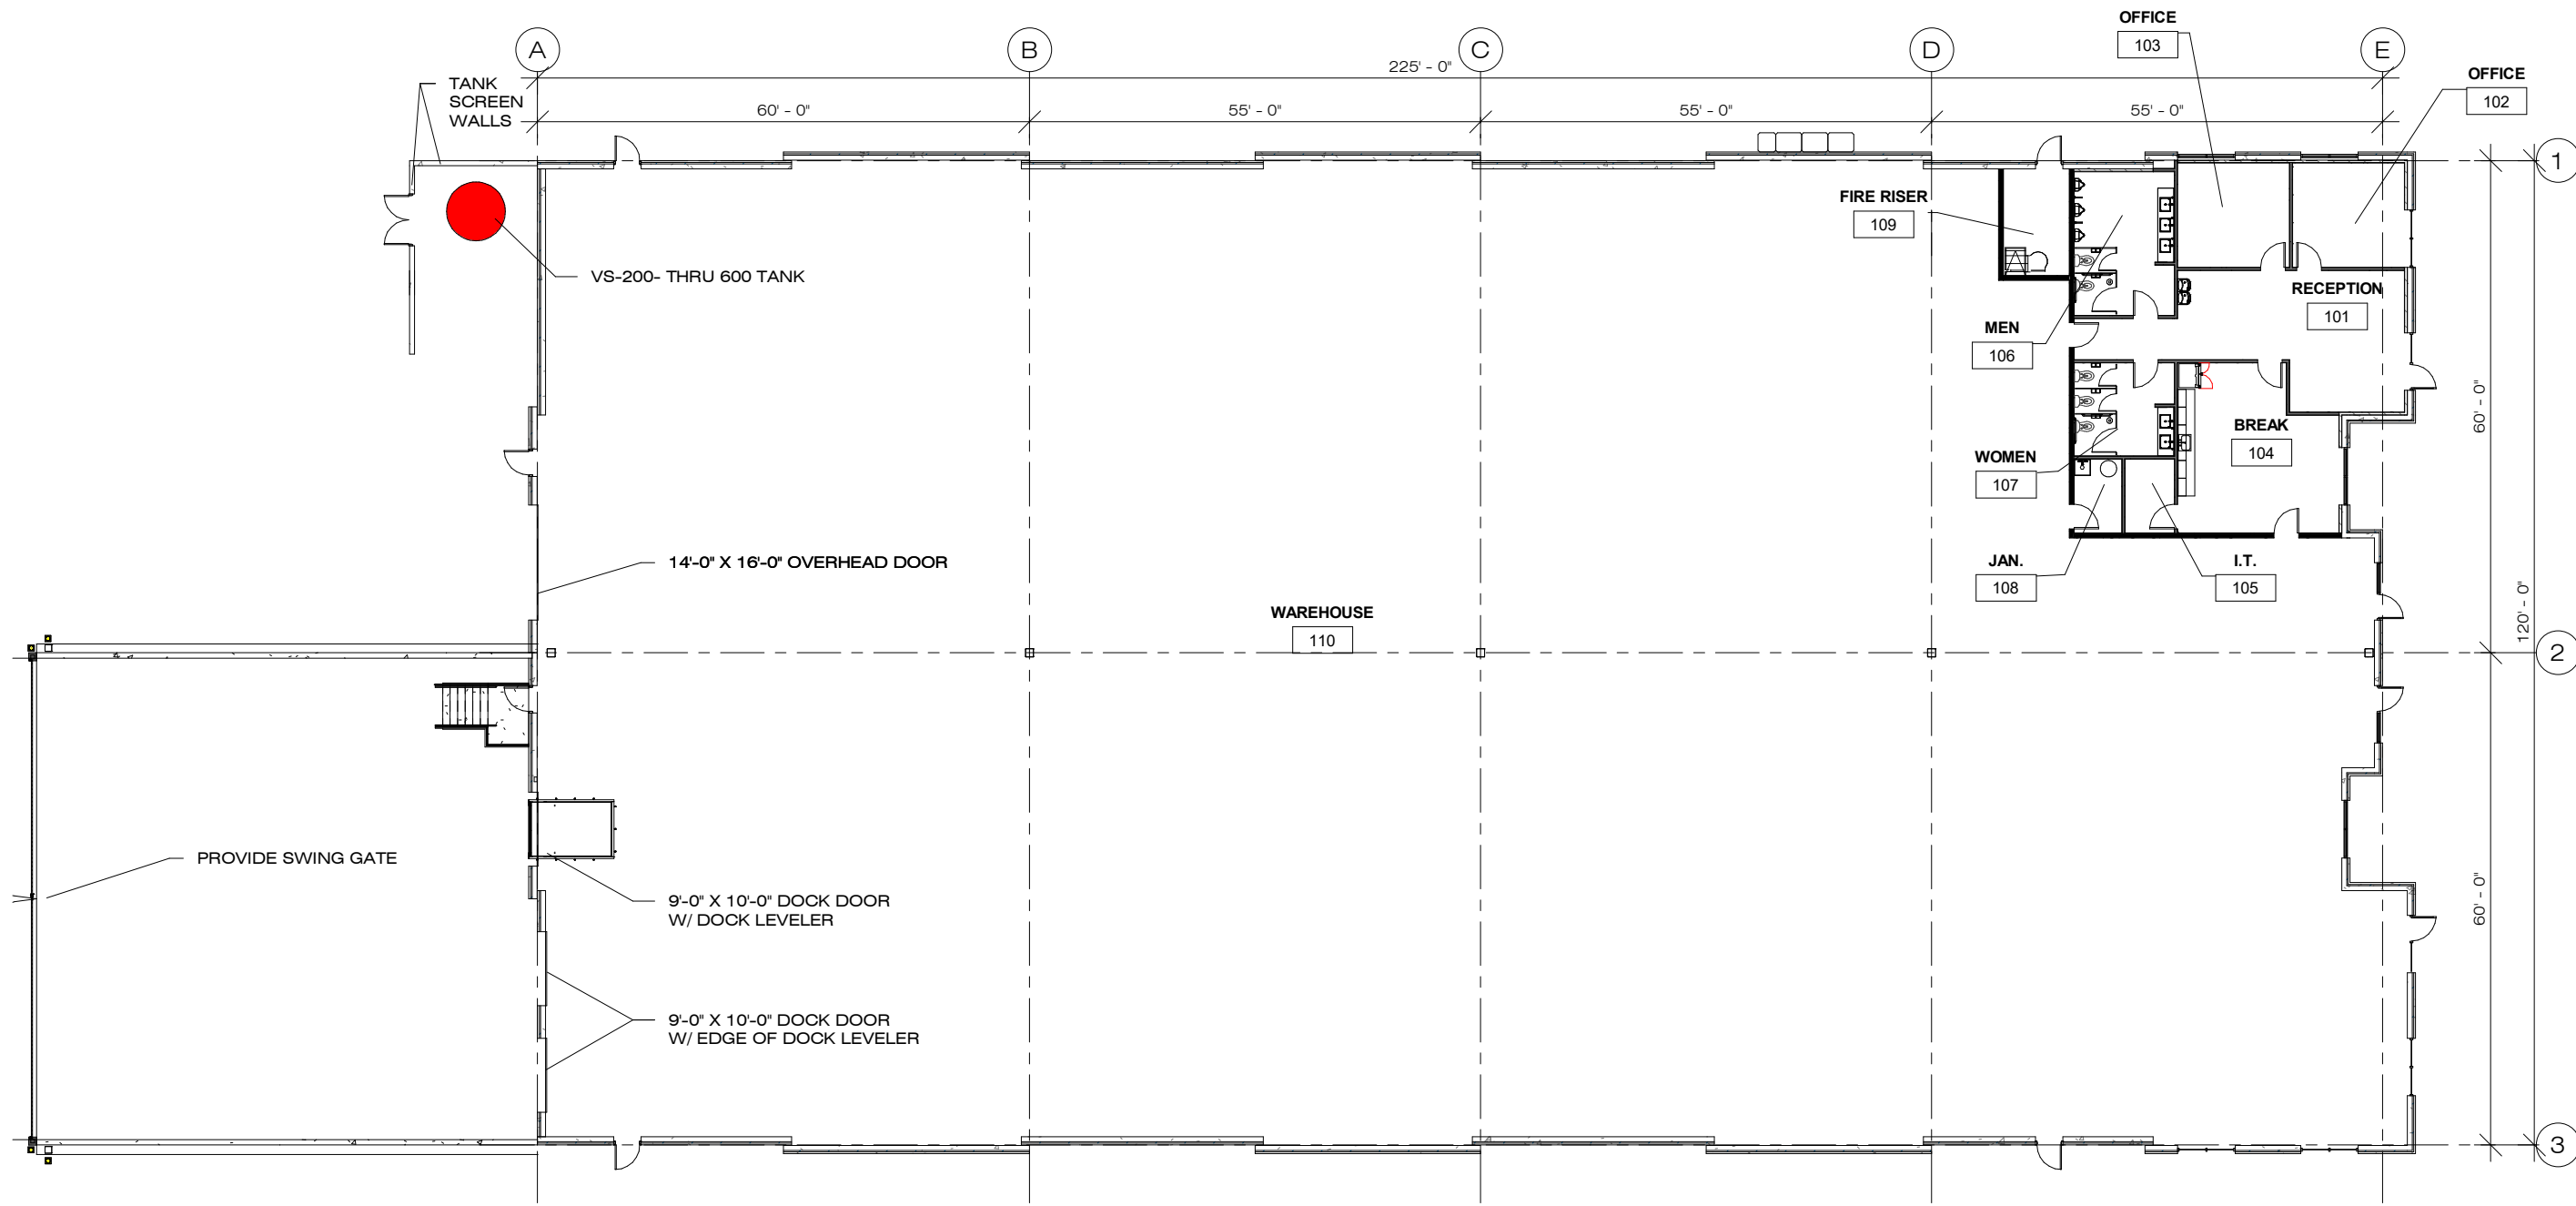 OFFICE
103
A
B
C
D
E
225' - 0"
OFFICE
102
TANK
SCREEN
WALLS
60' - 0"
55' - 0"
55' - 0"
55' - 0"
1
FIRE RISER
109
VS-200- THRU 600 TANK
RECEPTION
101
MEN
106
60' - 0"
BREAK
104
WOMEN
107
14'-0" X 16'-0" OVERHEAD DOOR
JAN.
108
I.T.
105
120' - 0"
WAREHOUSE
110
2
PROVIDE SWING GATE
9'-0" X 10'-0" DOCK DOOR
W/ DOCK LEVELER
60' - 0"
9'-0" X 10'-0" DOCK DOOR
W/ EDGE OF DOCK LEVELER
3